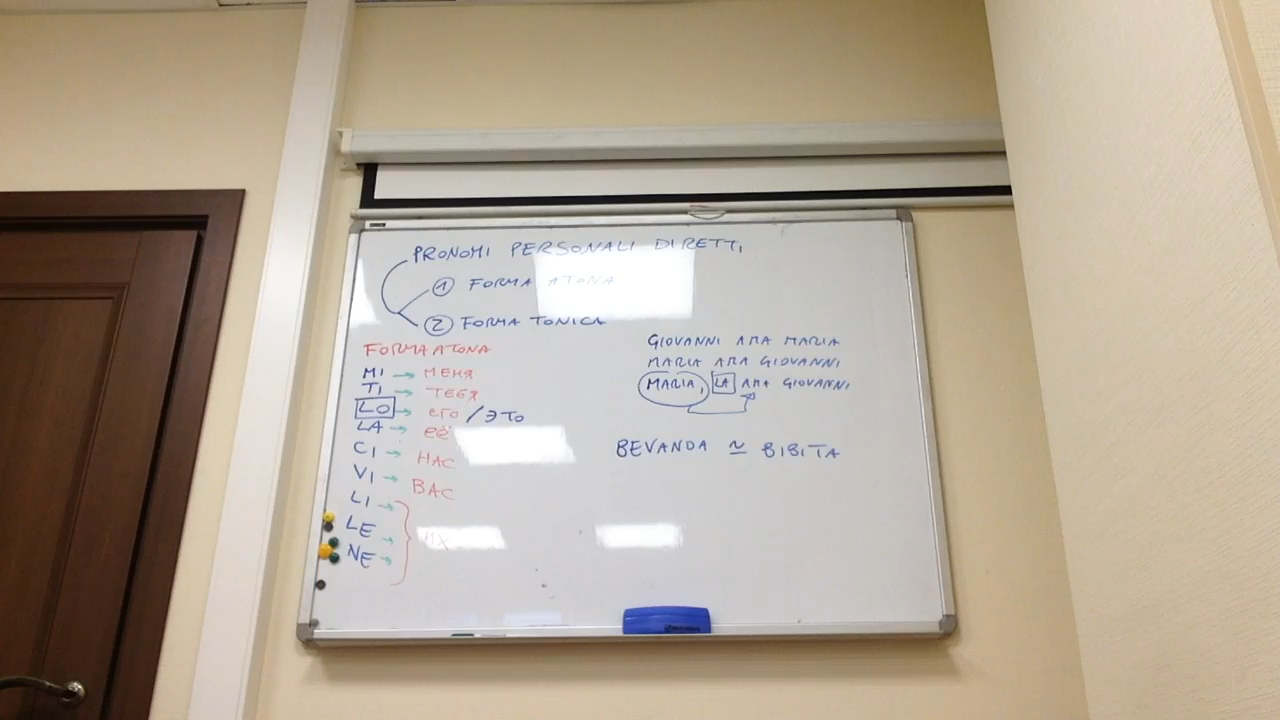 PRONOMI PERSONALI DIRETTI
① FORMA ATONA
② FORMA TONICA
FORMA ATONA
MI → МЕНЯ
TI → ТЕБЯ
LO → его / ЭТО
LA → её
CI → НАС
VI → ВАС
LI →
LE →
NE → ИХ
GIOVANNI AMA MARIA
MARIA AMA GIOVANNI
MARIA, LA AMA GIOVANNI
BEVANDA ≃ BIBITA